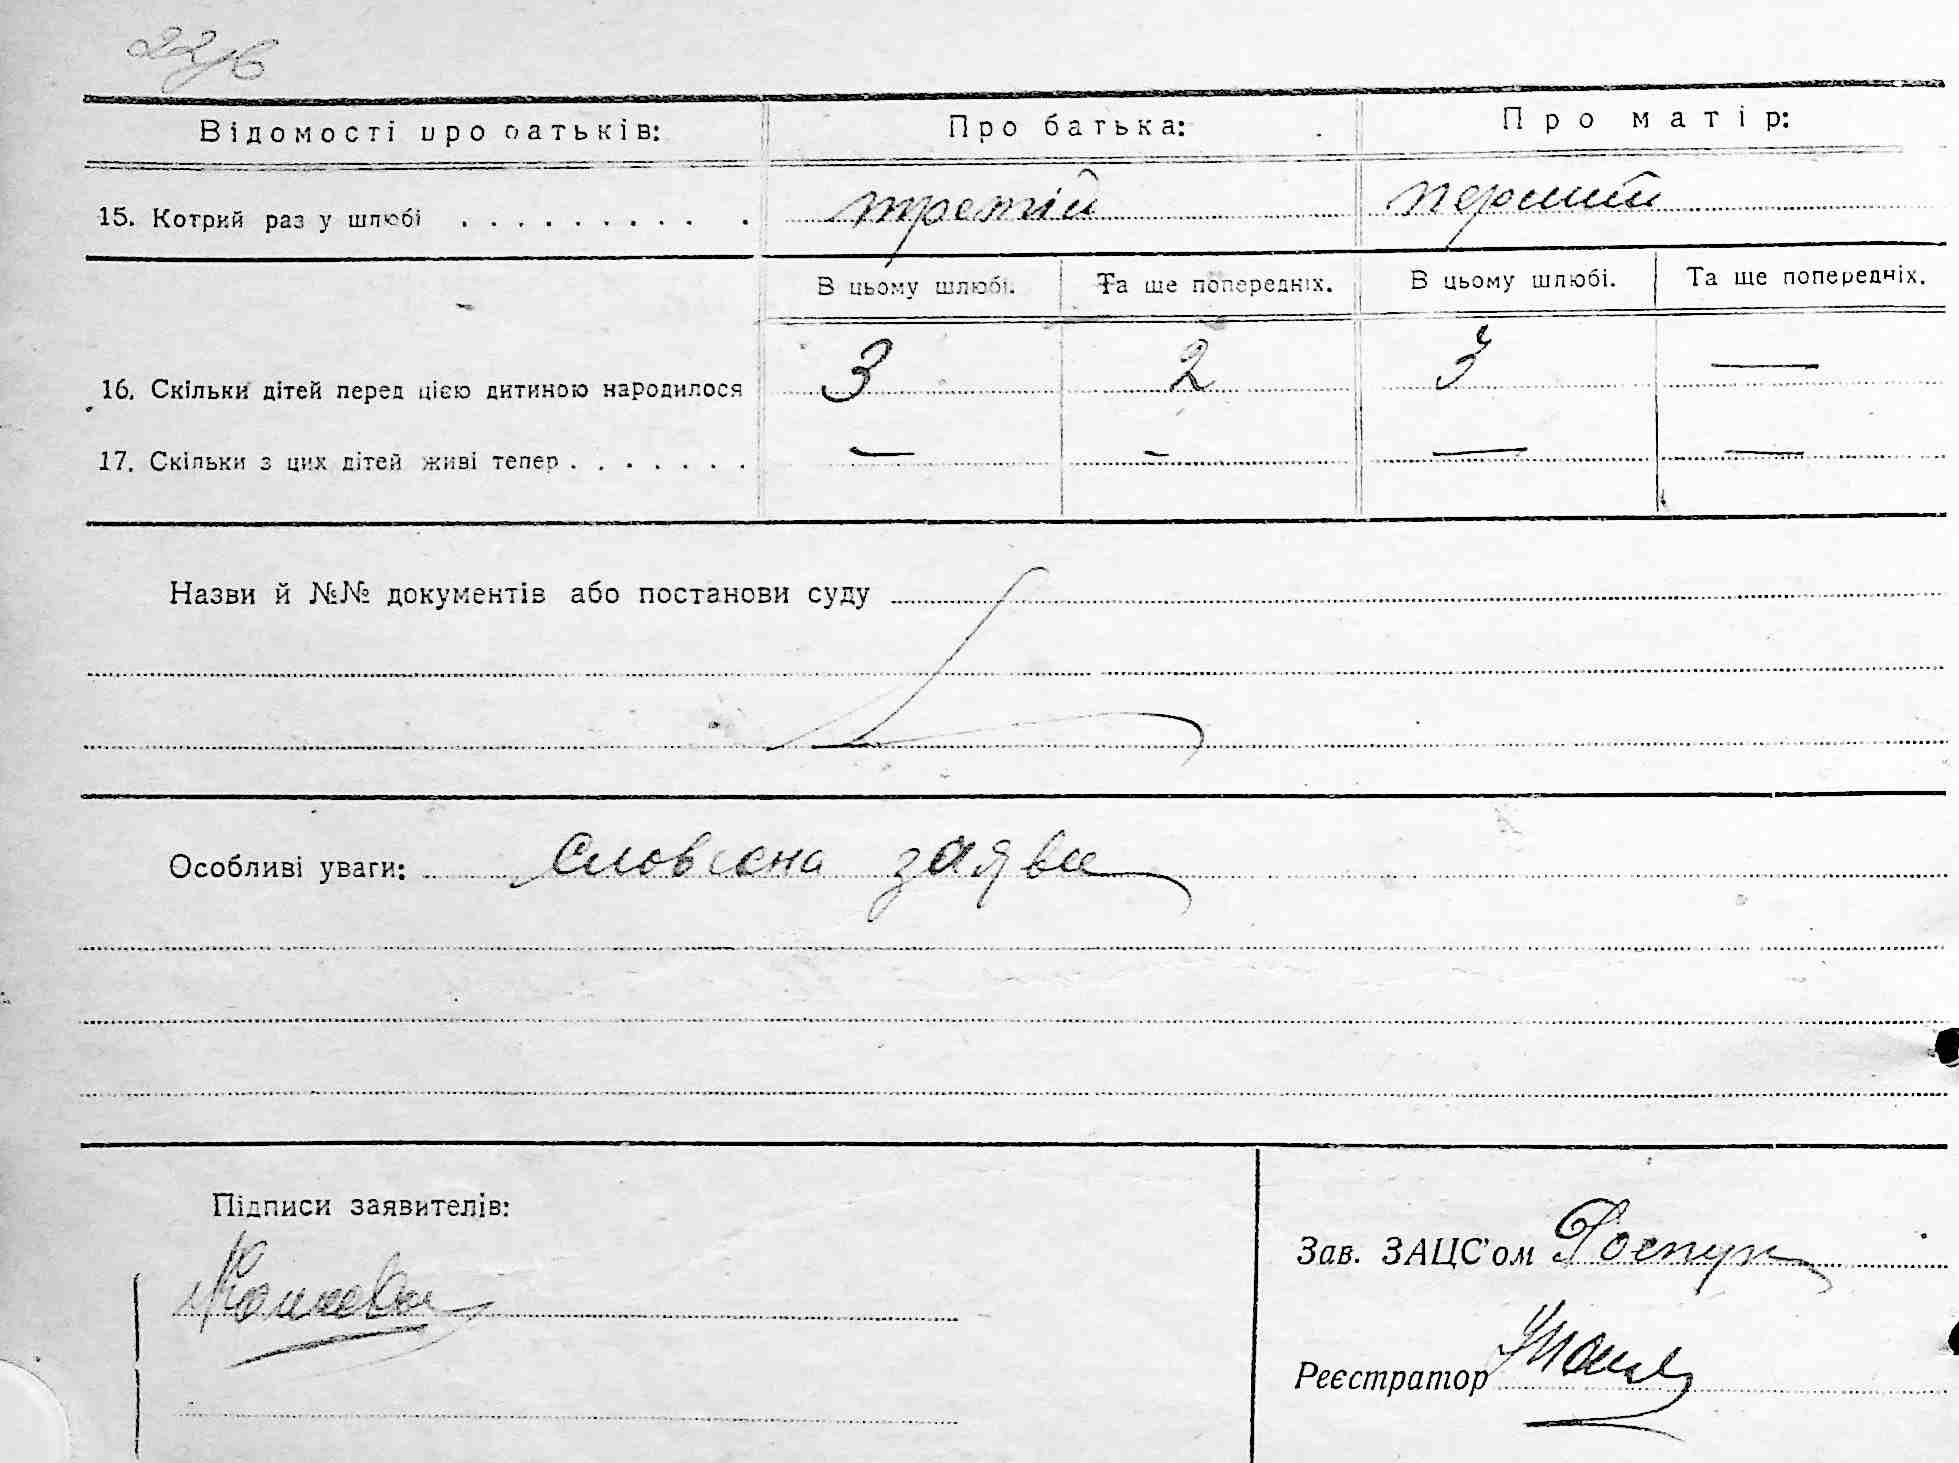 Відомості про батьків: Про батька: Про матір:
15. Котрий раз у шлюбі . . . . . . . . . третій перший
В цьому шлюбі. Та ще попередніх. В цьому шлюбі. Та ще попередніх.
16. Скільки дітей перед цією дитиною народилося 3 2 3 —
17. Скільки з цих дітей живі тепер . . . . . . . — — — —
Назви й №№ документів або постанови суду
Особливі уваги: Словесна заява
Підписи заявителів:
Зав. ЗАЦС'ом
Реєстратор